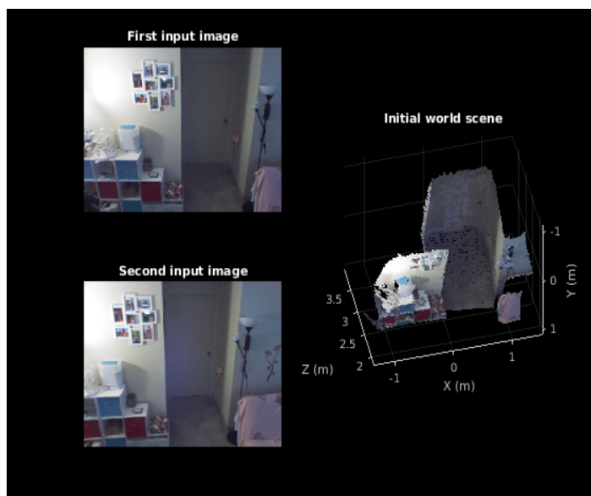 First input image
Second input image
Initial world scene
-1
0
1
Y (m)
3.5
3
2.5
2
Z (m)
-1
0
1
X (m)